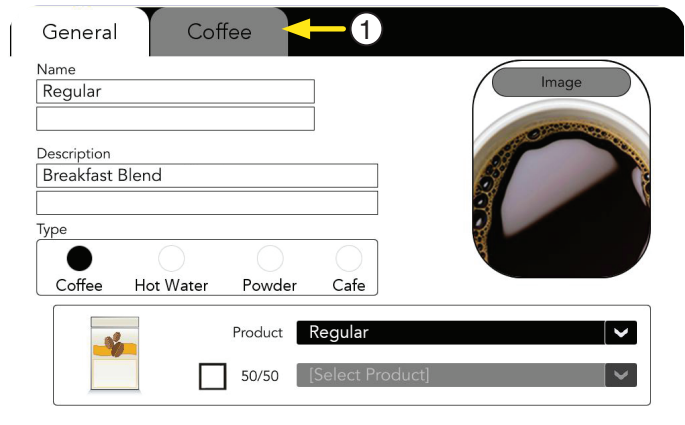 General Coffee 1
Name
Regular
Image
Description
Breakfast Blend
Type
Coffee Hot Water Powder Cafe
Product Regular
50/50 [Select Product]